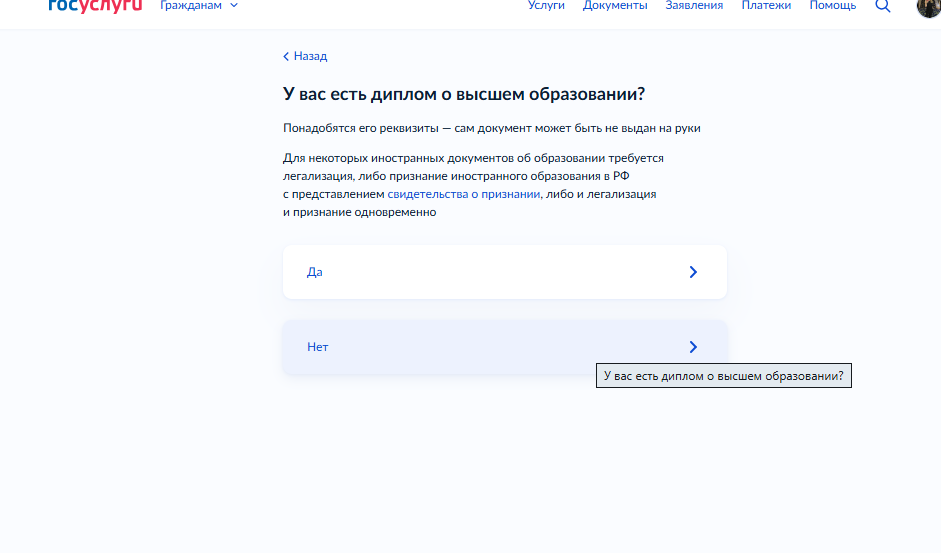 госуслуги Гражданам Услуги Документы Заявления Платежи Помощь
Назад
У вас есть диплом о высшем образовании?
Понадобятся его реквизиты — сам документ может быть не выдан на руки
Для некоторых иностранных документов об образовании требуется
легализация, либо признание иностранного образования в РФ
с представлением свидетельства о признании, либо и легализация
и признание одновременно
Да
Нет
У вас есть диплом о высшем образовании?